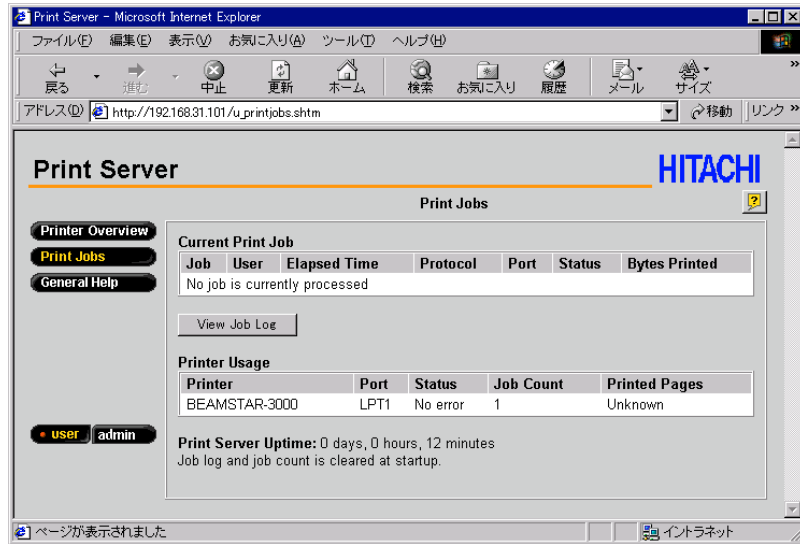 Print Server - Microsoft Internet Explorer
ファイル(F) 編集(E) 表示(V) お気に入り(A) ツール(T) ヘルプ(H)
戻る 進む 中止 更新 ホーム 検索 お気に入り 履歴 メール サイズ »
アドレス(D) http://192.168.31.101/u_printjobs.shtm 移動 リンク »
Print Server HITACHI
Print Jobs ?
Printer Overview
Print Jobs
General Help
Current Print Job
Job User Elapsed Time Protocol Port Status Bytes Printed
No job is currently processed
View Job Log
Printer Usage
Printer Port Status Job Count Printed Pages
BEAMSTAR-3000 LPT1 No error 1 Unknown
user admin
Print Server Uptime: 0 days, 0 hours, 12 minutes
Job log and job count is cleared at startup.
ページが表示されました イントラネット